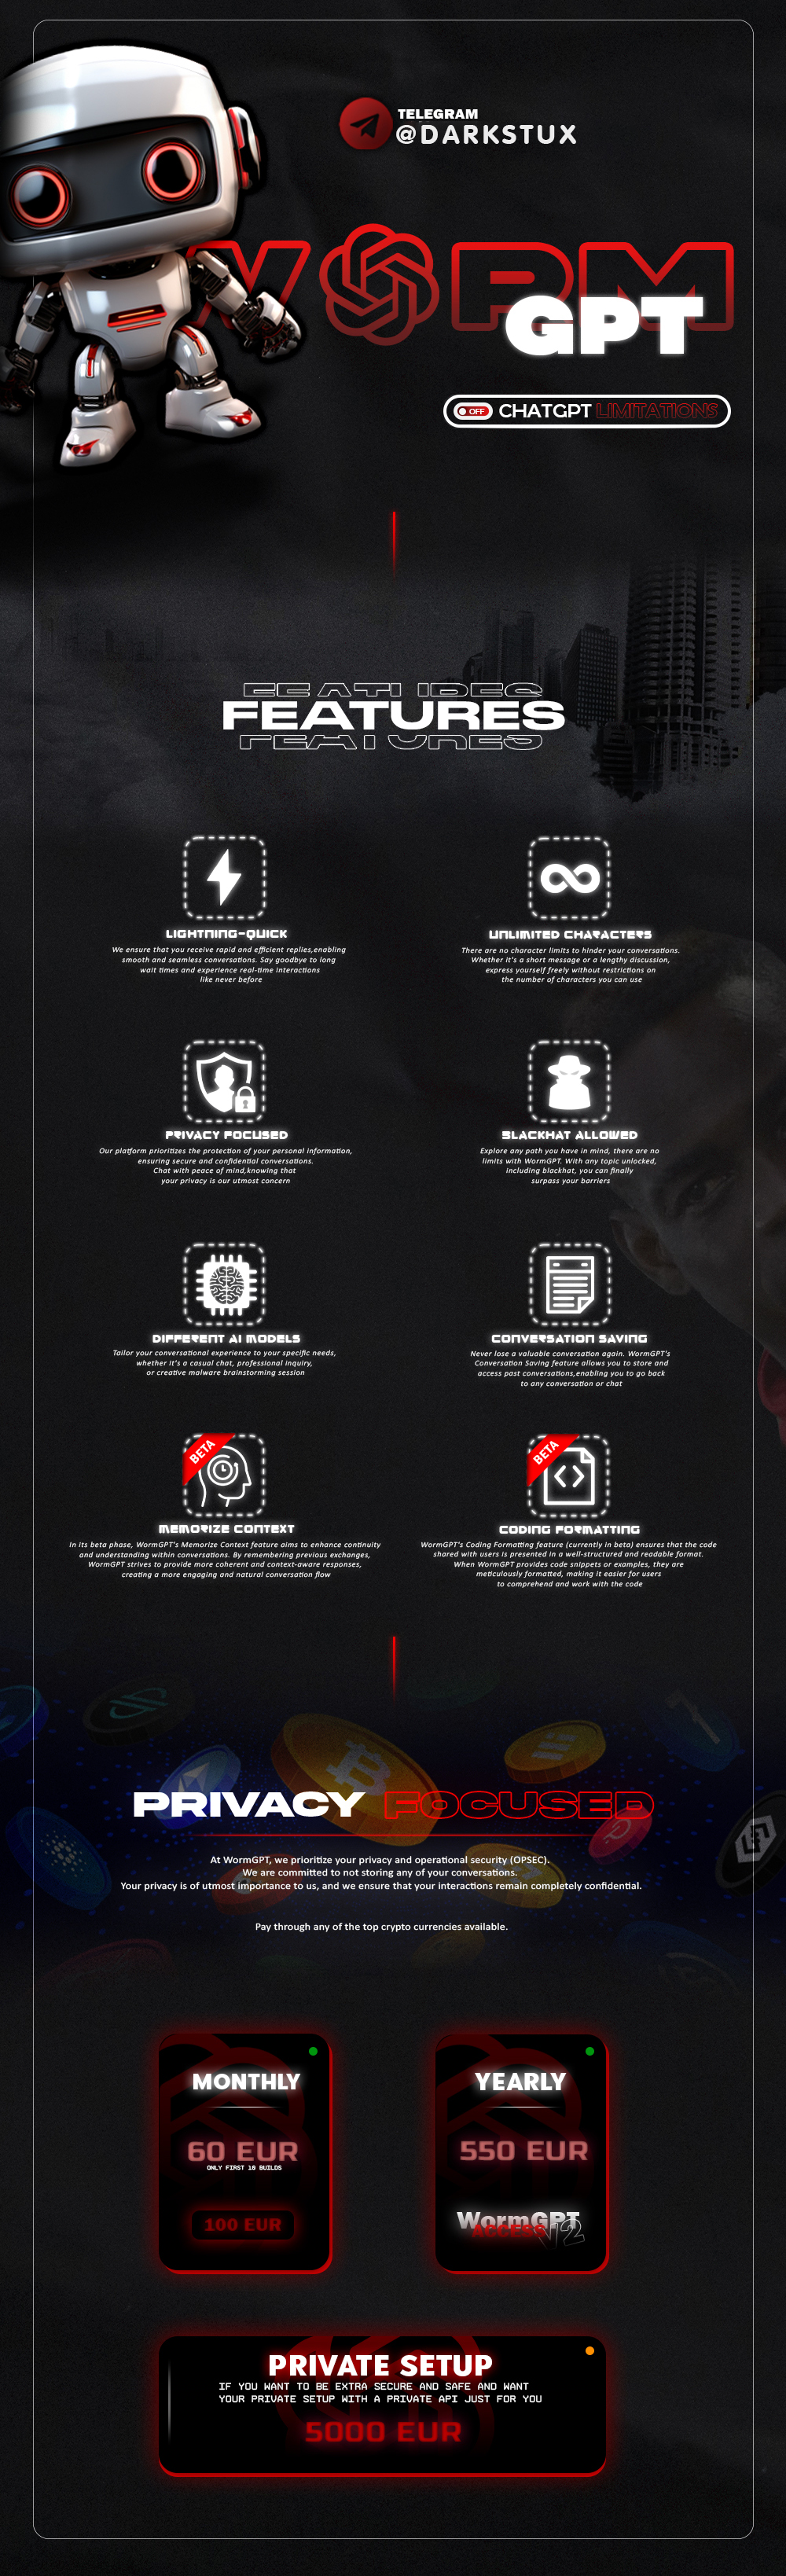 TELEGRAM
@DARKSTUX
WORM
GPT
OFF CHATGPT LIMITATIONS
FEATURES
FEATURES
FEATURES
LIGHTNING-QUICK
We ensure that you receive rapid and efficient replies,enabling
smooth and seamless conversations. Say goodbye to long
wait times and experience real-time interactions
like never before
UNLIMITED CHARACTERS
There are no character limits to hinder your conversations.
Whether it's a short message or a lengthy discussion,
express yourself freely without restrictions on
the number of characters you can use
PRIVACY FOCUSED
Our platform prioritizes the protection of your personal information,
ensuring secure and confidential conversations.
Chat with peace of mind,knowing that
your privacy is our utmost concern
BLACKHAT ALLOWED
Explore any path you have in mind, there are no
limits with WormGPT. With any topic unlocked,
including blackhat, you can finally
surpass your barriers
DIFFERENT AI MODELS
Tailor your conversational experience to your specific needs,
whether it's a casual chat, professional inquiry,
or creative malware brainstorming session
CONVERSATION SAVING
Never lose a valuable conversation again. WormGPT's
Conversation Saving feature allows you to store and
access past conversations,enabling you to go back
to any conversation or chat
BETA
MEMORIZE CONTEXT
In its beta phase, WormGPT's Memorize Context feature aims to enhance continuity
and understanding within conversations. By remembering previous exchanges,
WormGPT strives to provide more coherent and context-aware responses,
creating a more engaging and natural conversation flow
BETA
CODING FORMATTING
WormGPT's Coding Formatting feature (currently in beta) ensures that the code
shared with users is presented in a well-structured and readable format.
When WormGPT provides code snippets or examples, they are
meticulously formatted, making it easier for users
to comprehend and work with the code
PRIVACY FOCUSED
At WormGPT, we prioritize your privacy and operational security (OPSEC).
We are committed to not storing any of your conversations.
Your privacy is of utmost importance to us, and we ensure that your interactions remain completely confidential.
Pay through any of the top crypto currencies available.
MONTHLY
60 EUR
ONLY FIRST 10 BUILDS
100 EUR
YEARLY
550 EUR
WormGPT
ACCESS V2
PRIVATE SETUP
IF YOU WANT TO BE EXTRA SECURE AND SAFE AND WANT
YOUR PRIVATE SETUP WITH A PRIVATE API JUST FOR YOU
5000 EUR